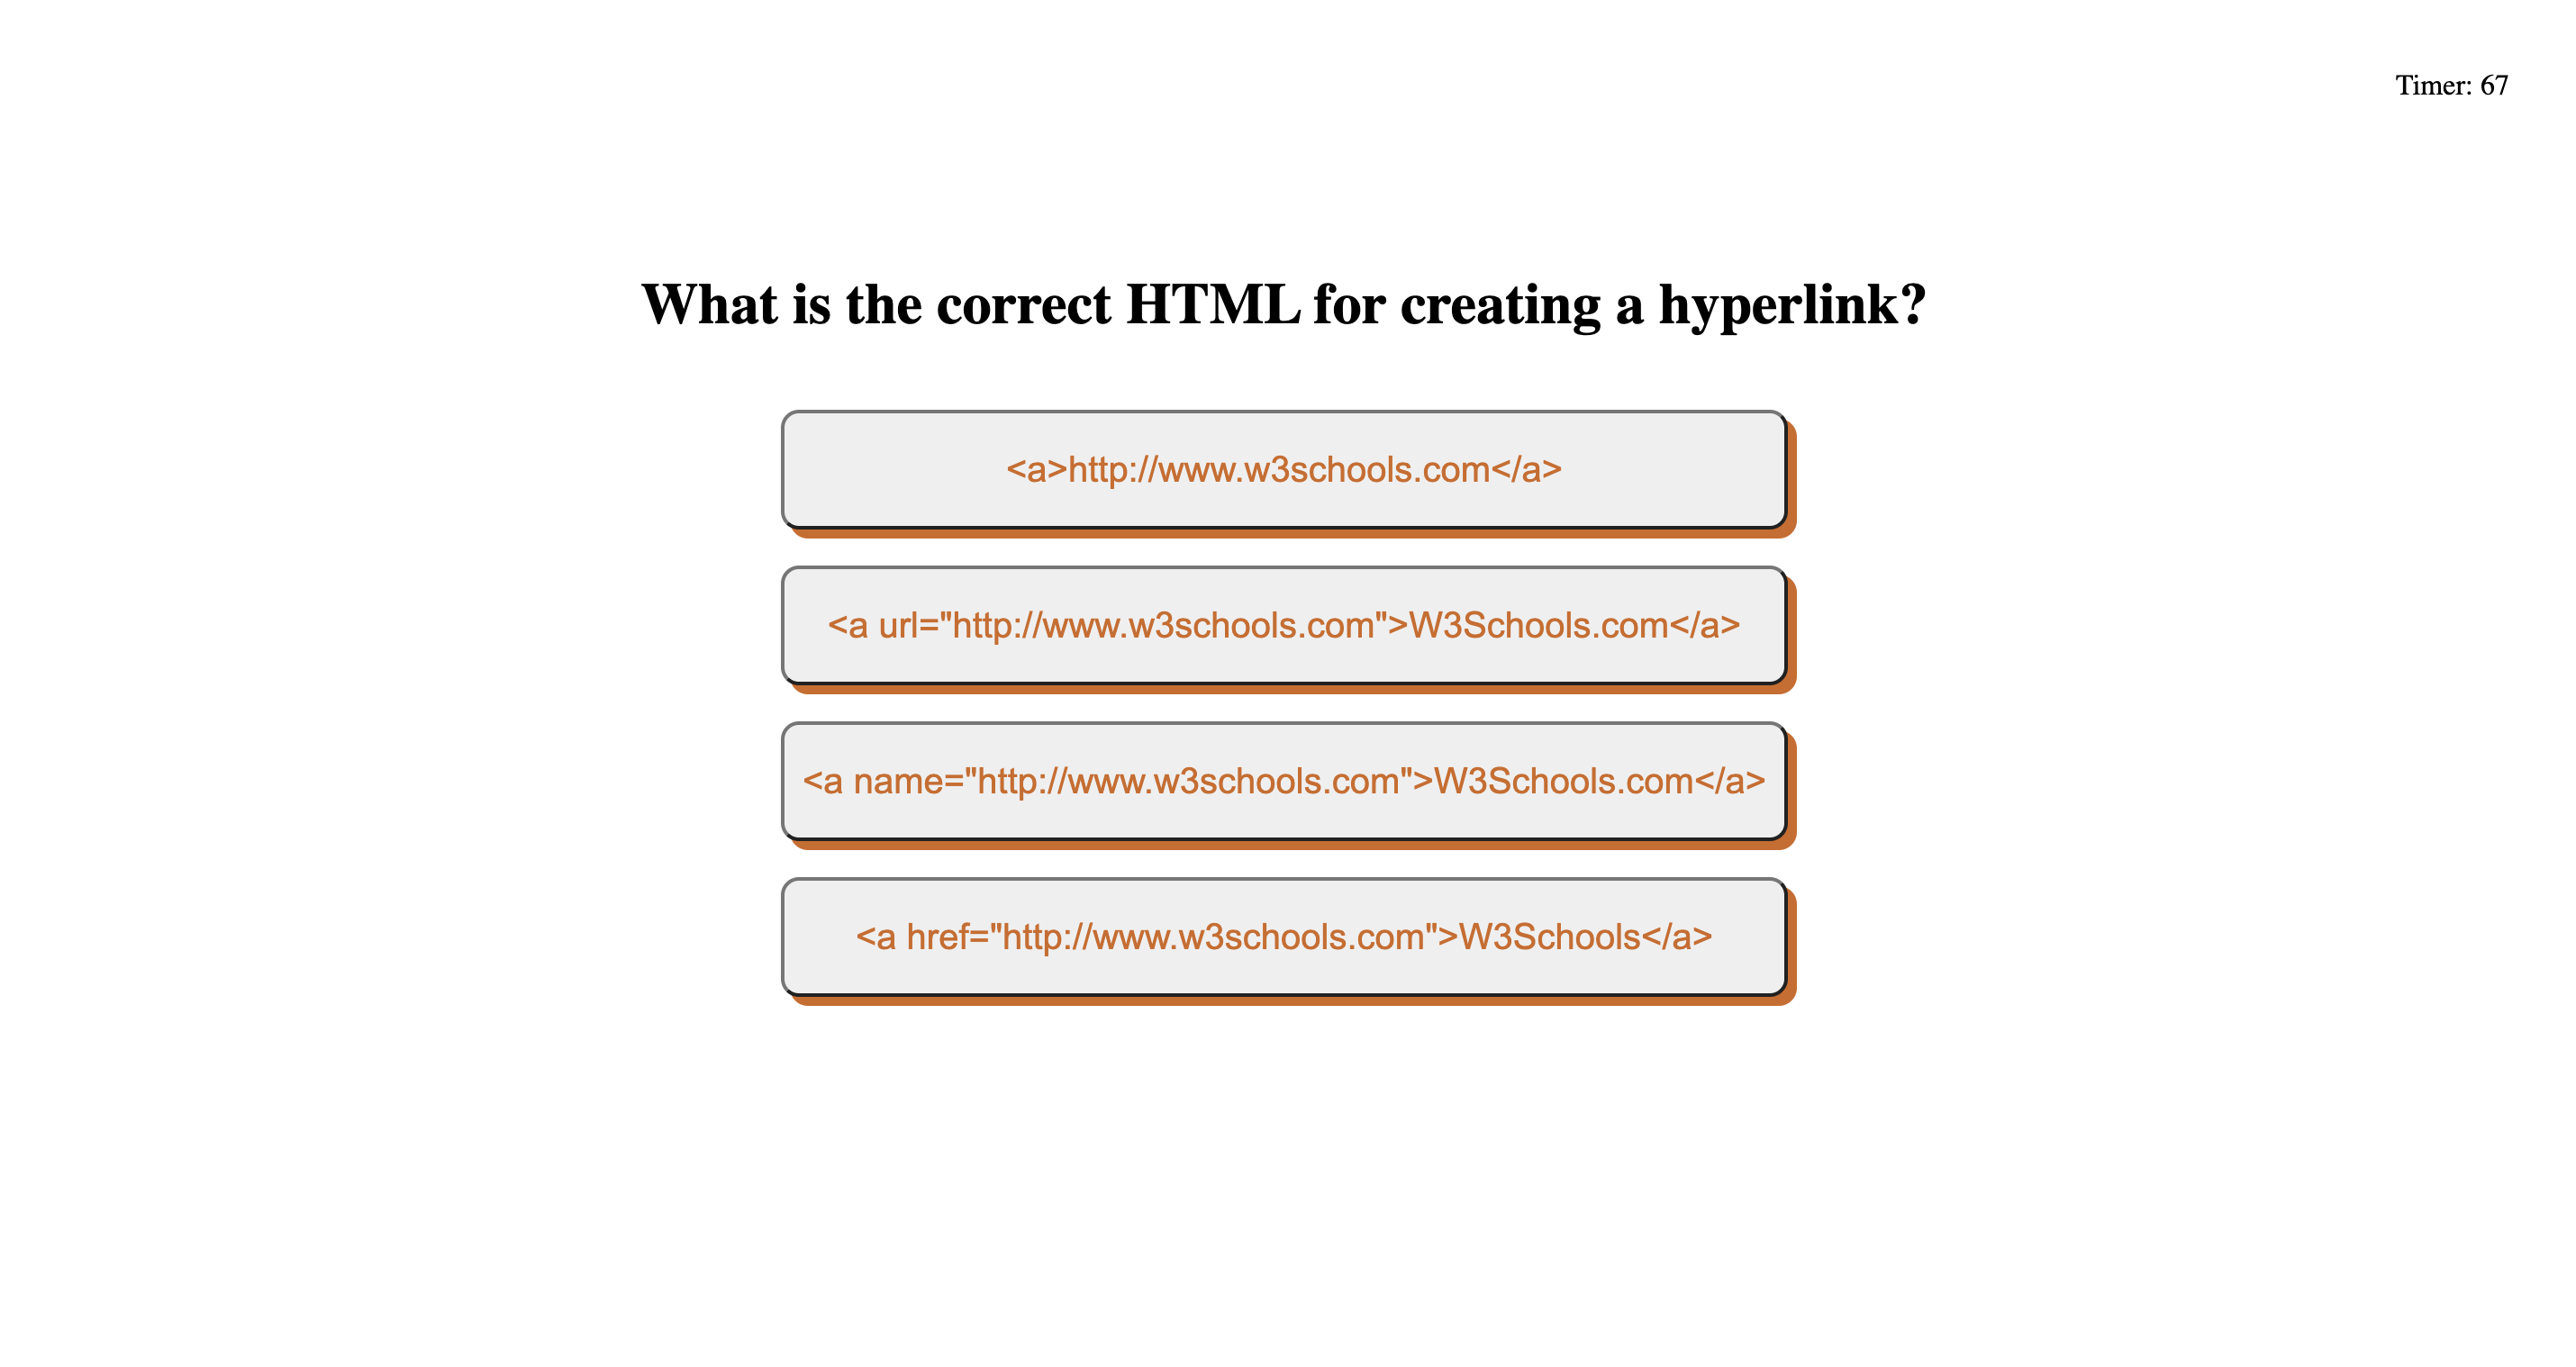 Timer: 67
What is the correct HTML for creating a hyperlink?
<a>http://www.w3schools.com</a>
<a url="http://www.w3schools.com">W3Schools.com</a>
<a name="http://www.w3schools.com">W3Schools.com</a>
<a href="http://www.w3schools.com">W3Schools</a>